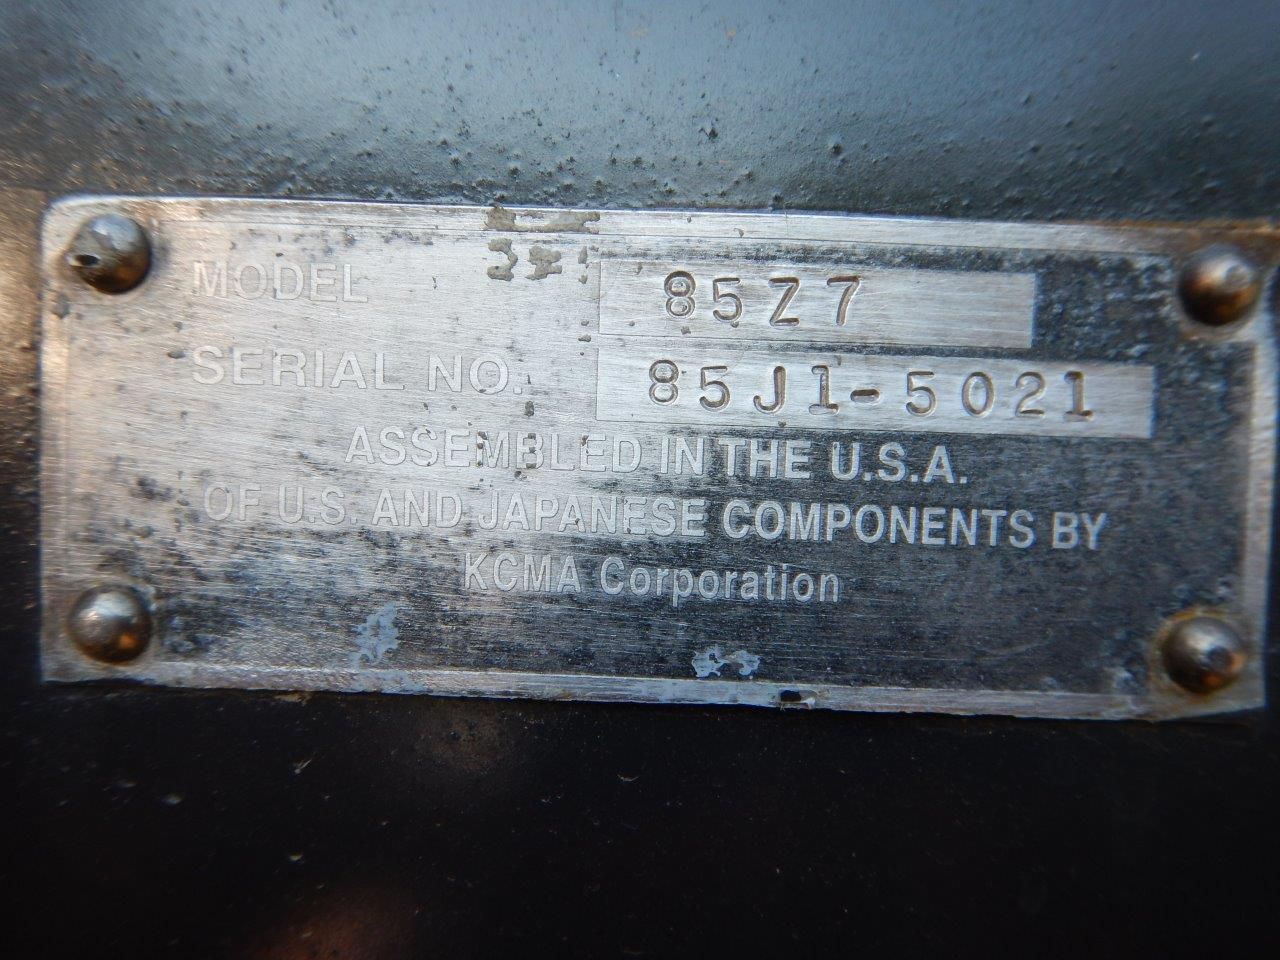 MODEL 85Z7
SERIAL NO. 85J1-5021
ASSEMBLED IN THE U.S.A.
OF U.S. AND JAPANESE COMPONENTS BY
KCMA Corporation